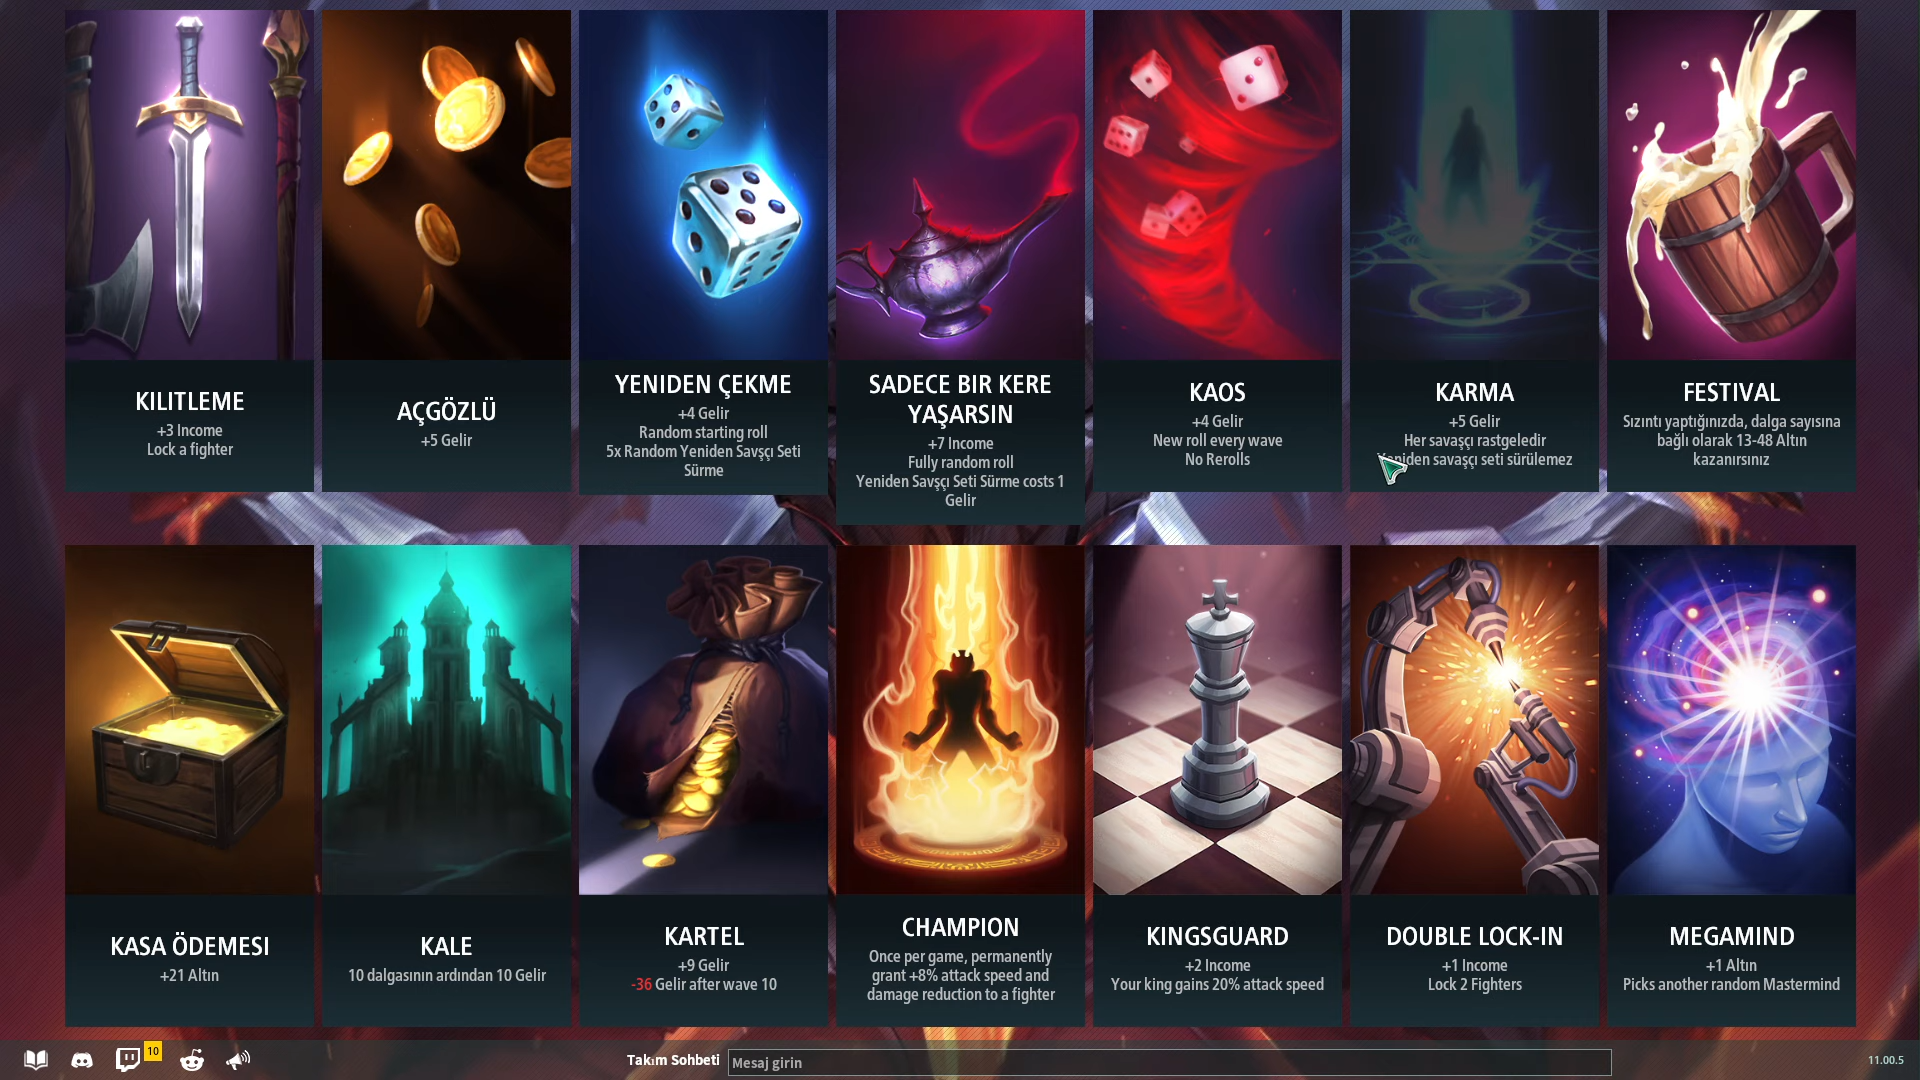 KILITLEME
+3 Income
Lock a fighter
AÇGÖZLÜ
+5 Gelir
YENIDEN ÇEKME
+4 Gelir
Random starting roll
5x Random Yeniden Savşçı Seti
Sürme
SADECE BIR KERE
YAŞARSIN
+7 Income
Fully random roll
Yeniden Savşçı Seti Sürme costs 1
Gelir
KAOS
+4 Gelir
New roll every wave
No Rerolls
KARMA
+5 Gelir
Her savaşçı rastgeledir
Yeniden savaşçı seti sürülemez
FESTIVAL
Sızıntı yaptığınızda, dalga sayısına
bağlı olarak 13-48 Altın
kazanırsınız
KASA ÖDEMESI
+21 Altın
KALE
10 dalgasının ardından 10 Gelir
KARTEL
+9 Gelir
-36 Gelir after wave 10
CHAMPION
Once per game, permanently
grant +8% attack speed and
damage reduction to a fighter
KINGSGUARD
+2 Income
Your king gains 20% attack speed
DOUBLE LOCK-IN
+1 Income
Lock 2 Fighters
MEGAMIND
+1 Altın
Picks another random Mastermind
10
Takım Sohbeti
Mesaj girin
11.00.5